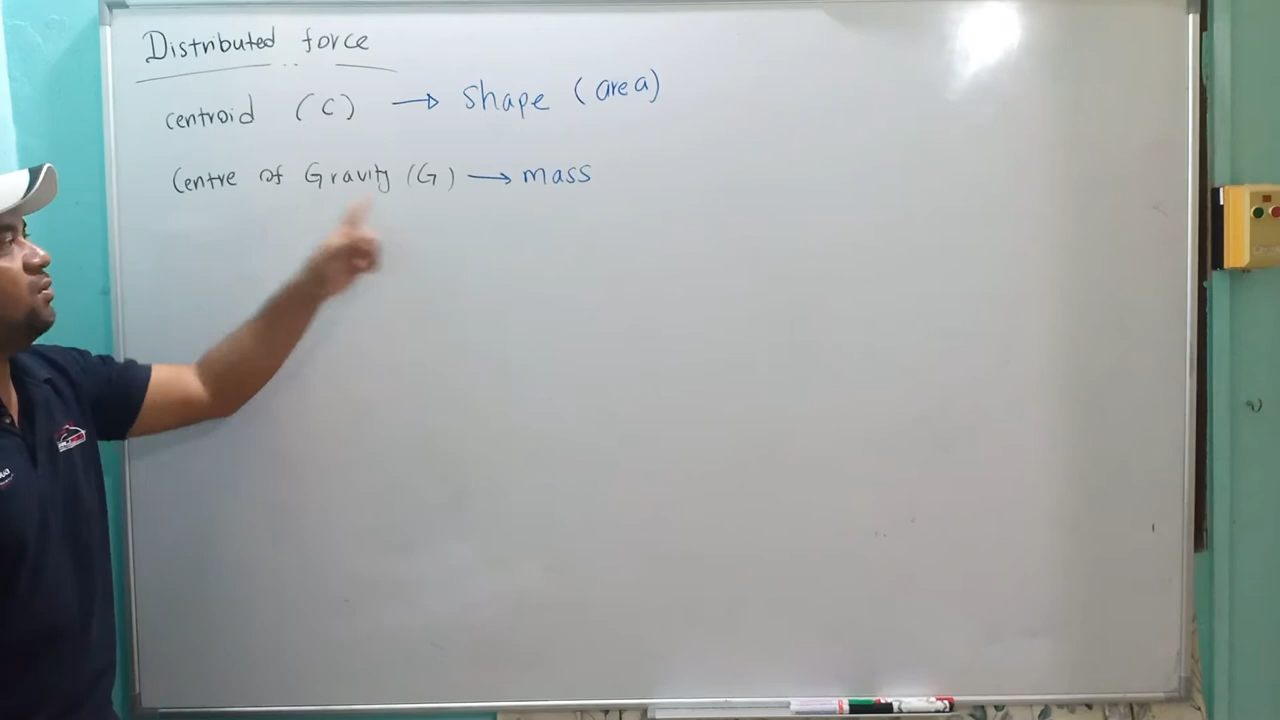 Distributed force
centroid (C) → shape (area)
Centre of Gravity (G) → mass